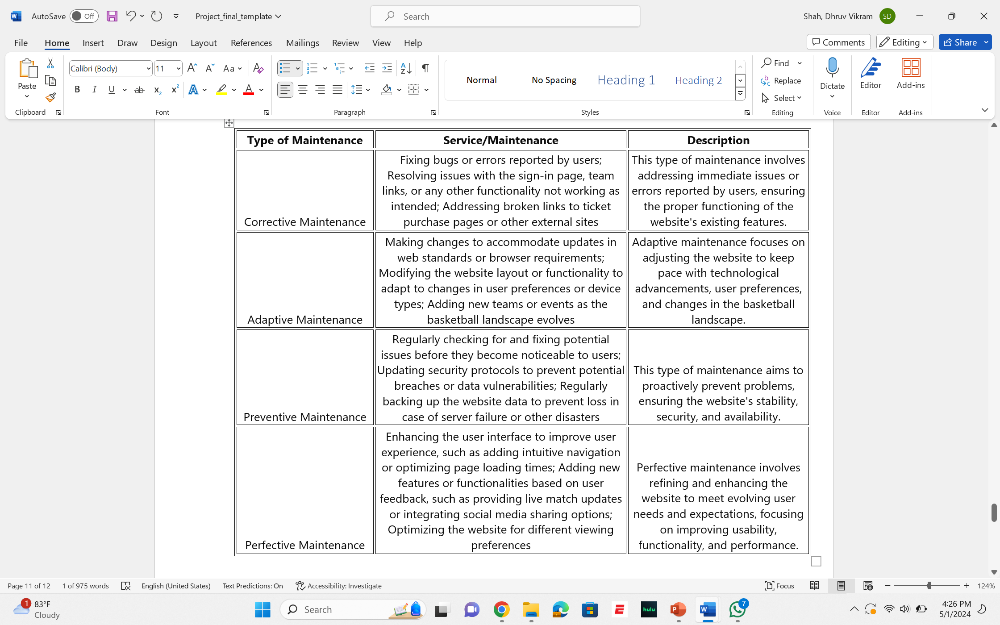 AutoSave Off Project_final_template Search Shah, Dhruv Vikram SD
File Home Insert Draw Design Layout References Mailings Review View Help Comments Editing Share
Paste
Clipboard
Calibri (Body) 11
Font
Paragraph
Normal No Spacing Heading 1 Heading 2
Styles
Find
Replace
Select
Editing
Dictate
Voice
Editor
Editor
Add-ins
Add-ins
Type of Maintenance Service/Maintenance Description
Corrective Maintenance
Fixing bugs or errors reported by users;
Resolving issues with the sign-in page, team
links, or any other functionality not working as
intended; Addressing broken links to ticket
purchase pages or other external sites
This type of maintenance involves
addressing immediate issues or
errors reported by users, ensuring
the proper functioning of the
website's existing features.
Adaptive Maintenance
Making changes to accommodate updates in
web standards or browser requirements;
Modifying the website layout or functionality to
adapt to changes in user preferences or device
types; Adding new teams or events as the
basketball landscape evolves
Adaptive maintenance focuses on
adjusting the website to keep
pace with technological
advancements, user preferences,
and changes in the basketball
landscape.
Preventive Maintenance
Regularly checking for and fixing potential
issues before they become noticeable to users;
Updating security protocols to prevent potential
breaches or data vulnerabilities; Regularly
backing up the website data to prevent loss in
case of server failure or other disasters
This type of maintenance aims to
proactively prevent problems,
ensuring the website's stability,
security, and availability.
Perfective Maintenance
Enhancing the user interface to improve user
experience, such as adding intuitive navigation
or optimizing page loading times; Adding new
features or functionalities based on user
feedback, such as providing live match updates
or integrating social media sharing options;
Optimizing the website for different viewing
preferences
Perfective maintenance involves
refining and enhancing the
website to meet evolving user
needs and expectations, focusing
on improving usability,
functionality, and performance.
Page 11 of 12 1 of 975 words English (United States) Text Predictions: On Accessibility: Investigate Focus 124%
1 83°F
Cloudy
Search
hulu
7
4:26 PM
5/1/2024